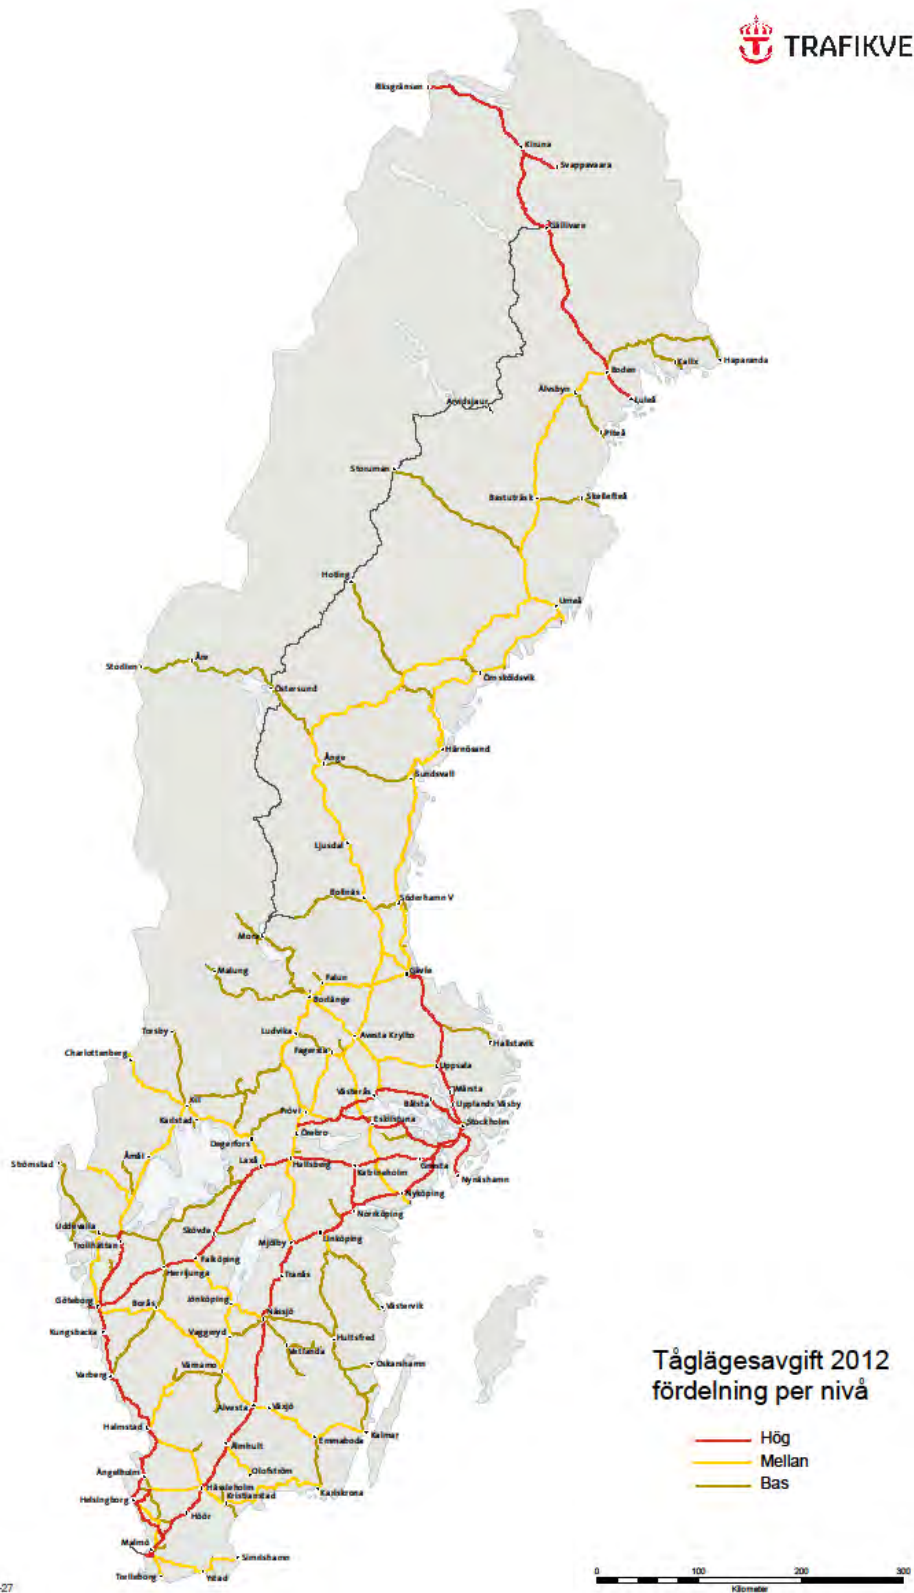 TRAFIKVE
Riksgränsen
Kiruna
Svappavaara
Gällivare
Boden
Kalix
Haparanda
Älvsbyn
Luleå
Arvidsjaur
Piteå
Storuman
Bastuträsk
Skellefteå
Hoting
Umeå
Storlien
Åre
Östersund
Örnsköldsvik
Härnösand
Ånge
Sundsvall
Ljusdal
Bollnäs
Söderhamn V
Mora
Malung
Falun
Gävle
Borlänge
Torsby
Ludvika
Avesta Krylbo
Hallstavik
Charlottenberg
Fagersta
Uppsala
Västerås
Märsta
Kil
Bålsta
Upplands Väsby
Frövi
Karlstad
Eskilstuna
Stockholm
Örebro
Degerfors
Åmål
Strömstad
Laxå
Hallsberg
Katrineholm
Gnesta
Nynäshamn
Nyköping
Norrköping
Uddevalla
Skövde
Trollhättan
Mjölby
Linköping
Falköping
Herrljunga
Tranås
Göteborg
Borås
Jönköping
Västervik
Nässjö
Kungsbacka
Vaggeryd
Hultsfred
Vetlanda
Värnamo
Oskarshamn
Varberg
Alvesta
Växjö
Halmstad
Kalmar
Emmaboda
Älmhult
Ängelholm
Olofström
Hässleholm
Karlskrona
Helsingborg
Kristianstad
Höör
Malmö
Simrishamn
Trelleborg
Ystad
Tåglägesavgift 2012
fördelning per nivå
Hög
Mellan
Bas
0 100 200 300
Kilometer
-27